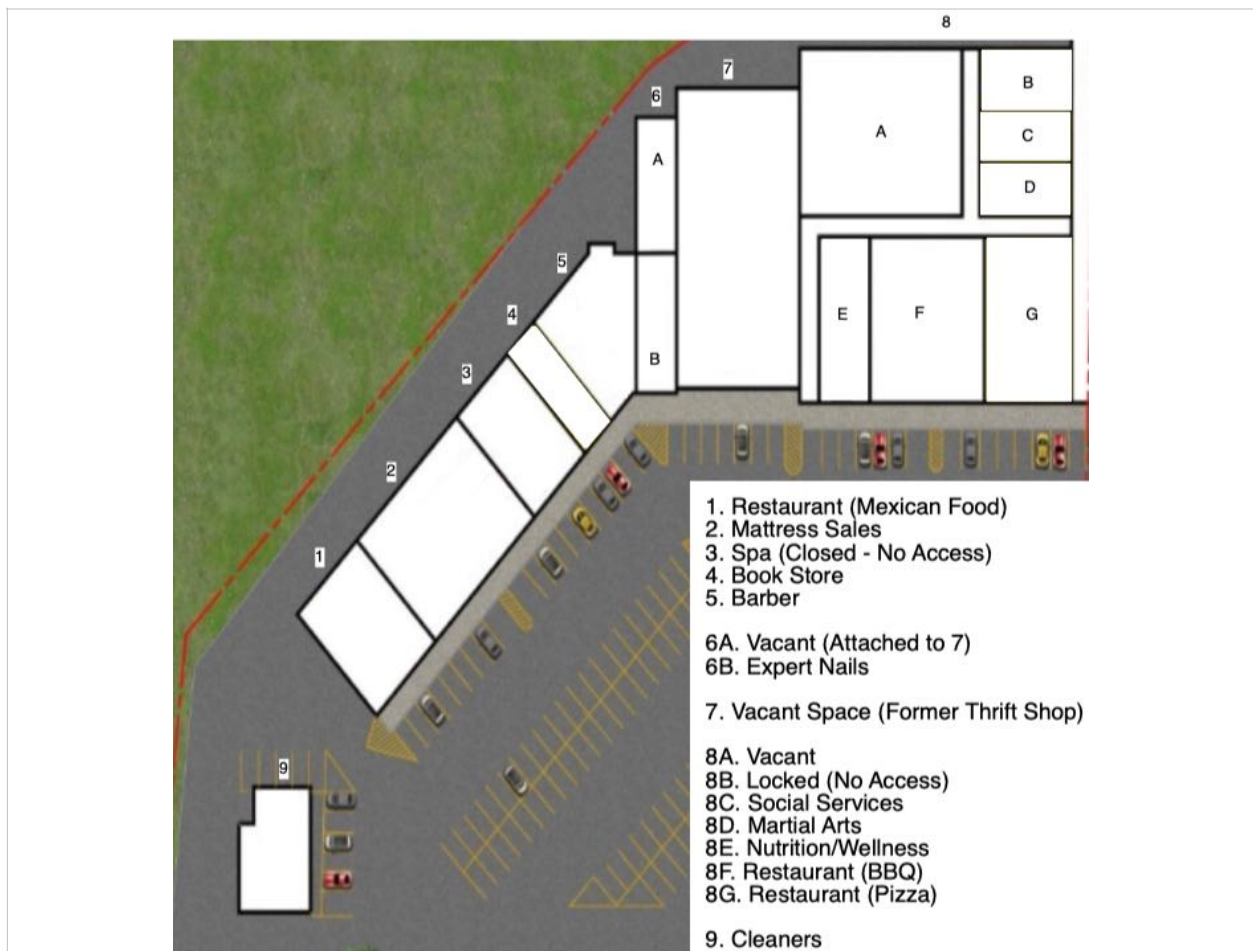 8
7
6
B
A
C
A
D
5
4
E
F
G
B
3
2
1. Restaurant (Mexican Food)
2. Mattress Sales
3. Spa (Closed - No Access)
4. Book Store
5. Barber
1
6A. Vacant (Attached to 7)
6B. Expert Nails
7. Vacant Space (Former Thrift Shop)
8A. Vacant
8B. Locked (No Access)
8C. Social Services
8D. Martial Arts
8E. Nutrition/Wellness
8F. Restaurant (BBQ)
8G. Restaurant (Pizza)
9
9. Cleaners